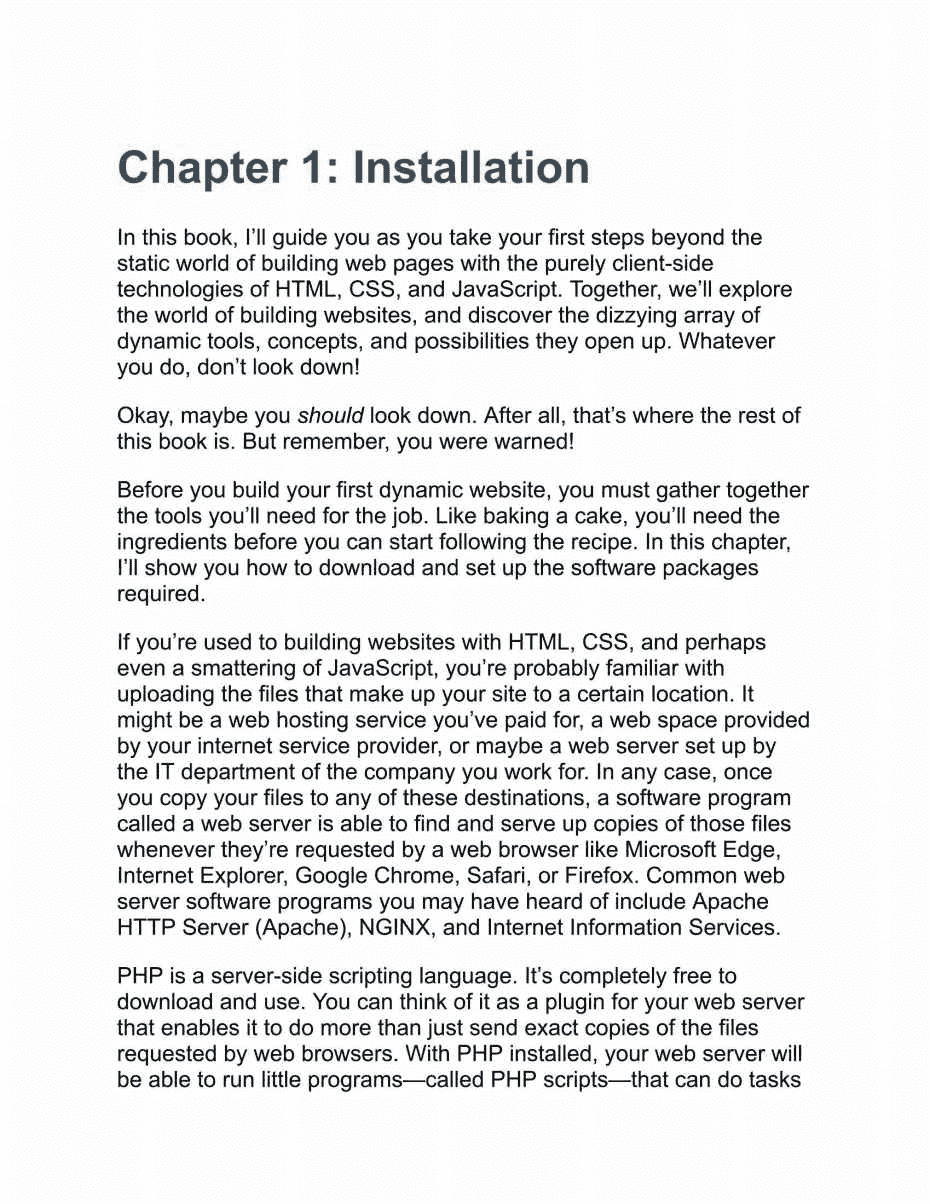 Chapter 1: Installation
In this book, I’ll guide you as you take your first steps beyond the
static world of building web pages with the purely client-side
technologies of HTML, CSS, and JavaScript. Together, we’ll explore
the world of building websites, and discover the dizzying array of
dynamic tools, concepts, and possibilities they open up. Whatever
you do, don’t look down!
Okay, maybe you should look down. After all, that’s where the rest of
this book is. But remember, you were warned!
Before you build your first dynamic website, you must gather together
the tools you’ll need for the job. Like baking a cake, you’ll need the
ingredients before you can start following the recipe. In this chapter,
I’ll show you how to download and set up the software packages
required.
If you’re used to building websites with HTML, CSS, and perhaps
even a smattering of JavaScript, you’re probably familiar with
uploading the files that make up your site to a certain location. It
might be a web hosting service you’ve paid for, a web space provided
by your internet service provider, or maybe a web server set up by
the IT department of the company you work for. In any case, once
you copy your files to any of these destinations, a software program
called a web server is able to find and serve up copies of those files
whenever they’re requested by a web browser like Microsoft Edge,
Internet Explorer, Google Chrome, Safari, or Firefox. Common web
server software programs you may have heard of include Apache
HTTP Server (Apache), NGINX, and Internet Information Services.
PHP is a server-side scripting language. It’s completely free to
download and use. You can think of it as a plugin for your web server
that enables it to do more than just send exact copies of the files
requested by web browsers. With PHP installed, your web server will
be able to run little programs—called PHP scripts—that can do tasks